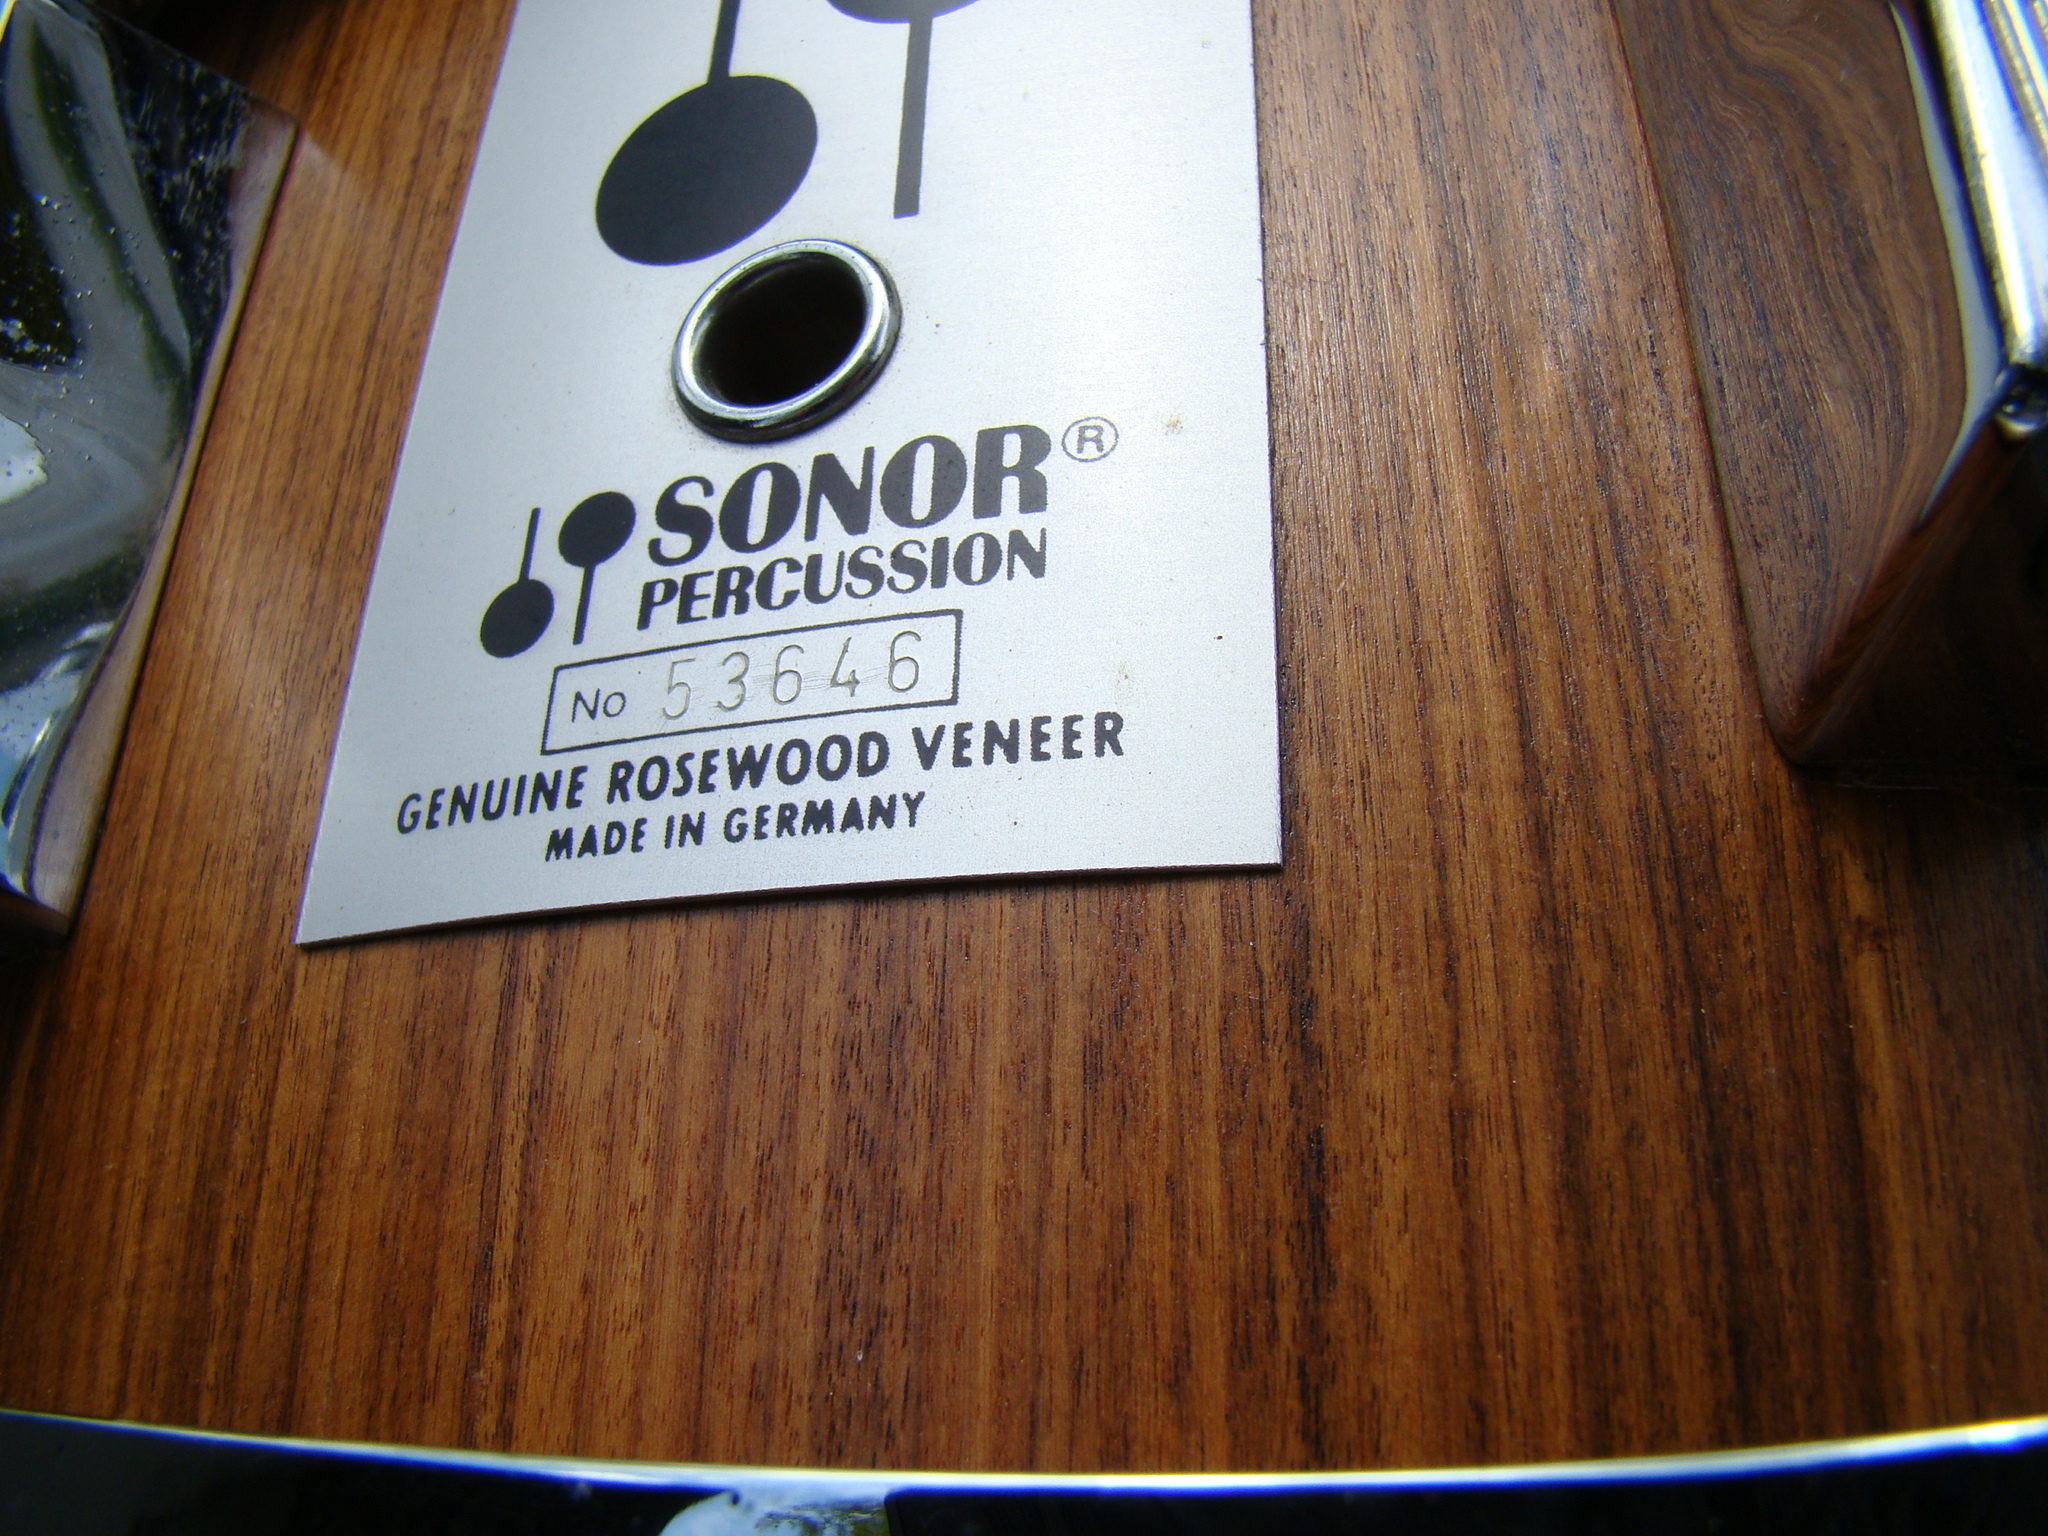 SONOR®
PERCUSSION
No 53646
GENUINE ROSEWOOD VENEER
MADE IN GERMANY